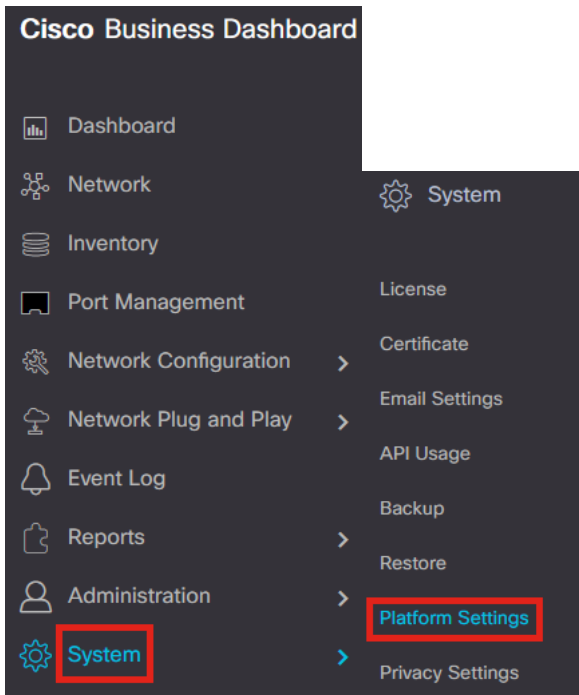 Cisco Business Dashboard
Dashboard
Network
Inventory
Port Management
Network Configuration
Network Plug and Play
Event Log
Reports
Administration
System
System
License
Certificate
Email Settings
API Usage
Backup
Restore
Platform Settings
Privacy Settings